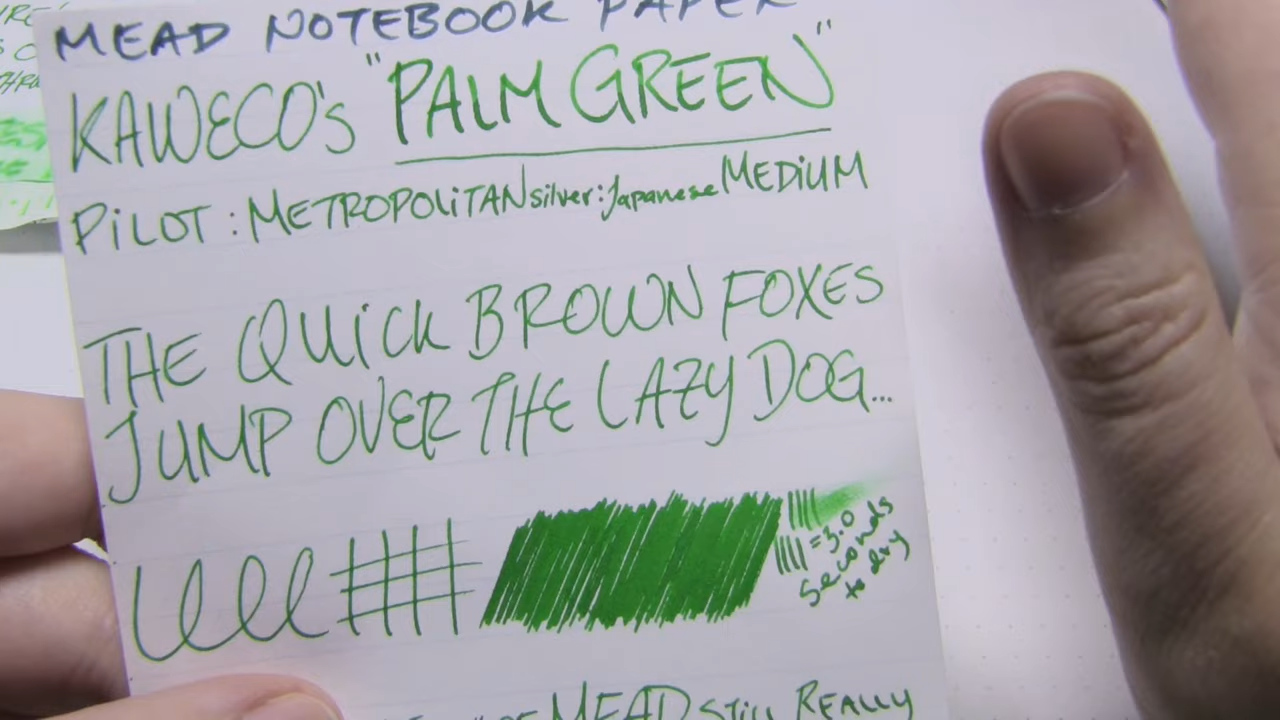 MEAD NOTEBOOK PAPER
KAWECO's "PALM GREEN"
PiLOT : METROPOLiTAN silver: Japanese MEDiUM
THE QUiCK BROWN FOXES
JUMP OVER THE LAZY DOG...
= 3.0
seconds
to dry
MEAD STiLL REALLY